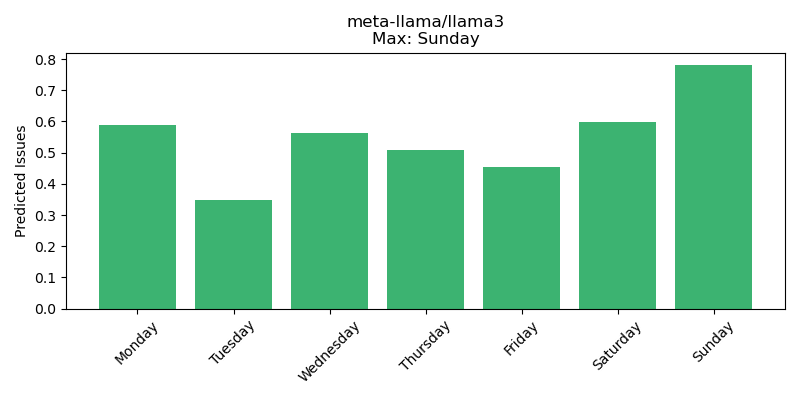 meta-llama/llama3
Max: Sunday
Predicted Issues
0.8
0.7
0.6
0.5
0.4
0.3
0.2
0.1
0.0
Monday
Tuesday
Wednesday
Thursday
Friday
Saturday
Sunday